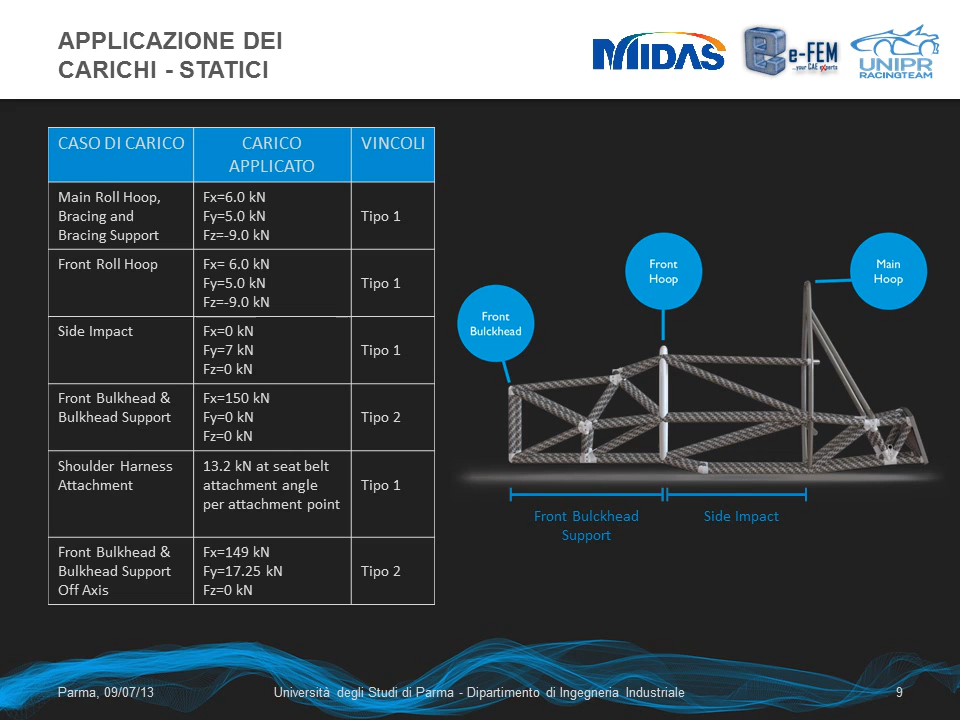 APPLICAZIONE DEI
CARICHI - STATICI
MIDAS
e-FEM
...your CAE experts
UNIPR
RACINGTEAM
CASO DI CARICO
CARICO
APPLICATO
VINCOLI
Main Roll Hoop,
Bracing and
Bracing Support
Fx=6.0 kN
Fy=5.0 kN
Fz=-9.0 kN
Tipo 1
Front Roll Hoop
Fx= 6.0 kN
Fy=5.0 kN
Fz=-9.0 kN
Tipo 1
Side Impact
Fx=0 kN
Fy=7 kN
Fz=0 kN
Tipo 1
Front Bulkhead &
Bulkhead Support
Fx=150 kN
Fy=0 kN
Fz=0 kN
Tipo 2
Shoulder Harness
Attachment
13.2 kN at seat belt
attachment angle
per attachment point
Tipo 1
Front Bulkhead &
Bulkhead Support
Off Axis
Fx=149 kN
Fy=17.25 kN
Fz=0 kN
Tipo 2
Front
Bulckhead
Front
Hoop
Main
Hoop
Front Bulckhead
Support
Side Impact
Parma, 09/07/13
Università degli Studi di Parma - Dipartimento di Ingegneria Industriale
9